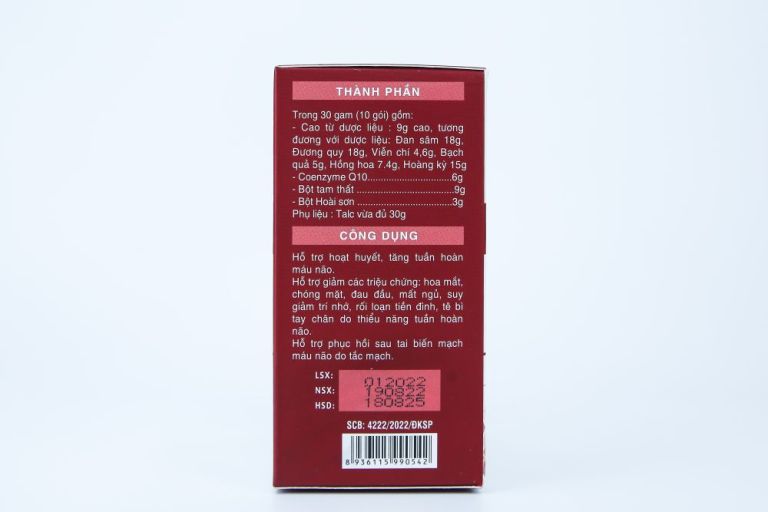 THÀNH PHẦN
Trong 30 gam (10 gói) gồm:
- Cao từ dược liệu : 9g cao, tương
đương với dược liệu: Đan sâm 18g,
Đương quy 18g, Viễn chí 4,6g, Bạch
quả 5g, Hồng hoa 7.4g, Hoàng kỳ 15g
- Coenzyme Q10..............................6g
- Bột tam thất ..................................9g
- Bột Hoài sơn .................................3g
Phụ liệu : Talc vừa đủ 30g
CÔNG DỤNG
Hỗ trợ hoạt huyết, tăng tuần hoàn
máu não.
Hỗ trợ giảm các triệu chứng: hoa mắt,
chóng mặt, đau đầu, mất ngủ, suy
giảm trí nhớ, rối loạn tiền đình, tê bì
tay chân do thiểu năng tuần hoàn
não.
Hỗ trợ phục hồi sau tai biến mạch
máu não do tắc mạch.
LSX: 012022
NSX: 190822
HSD: 180825
SCB: 4222/2022/ĐKSP
8 936115 990542